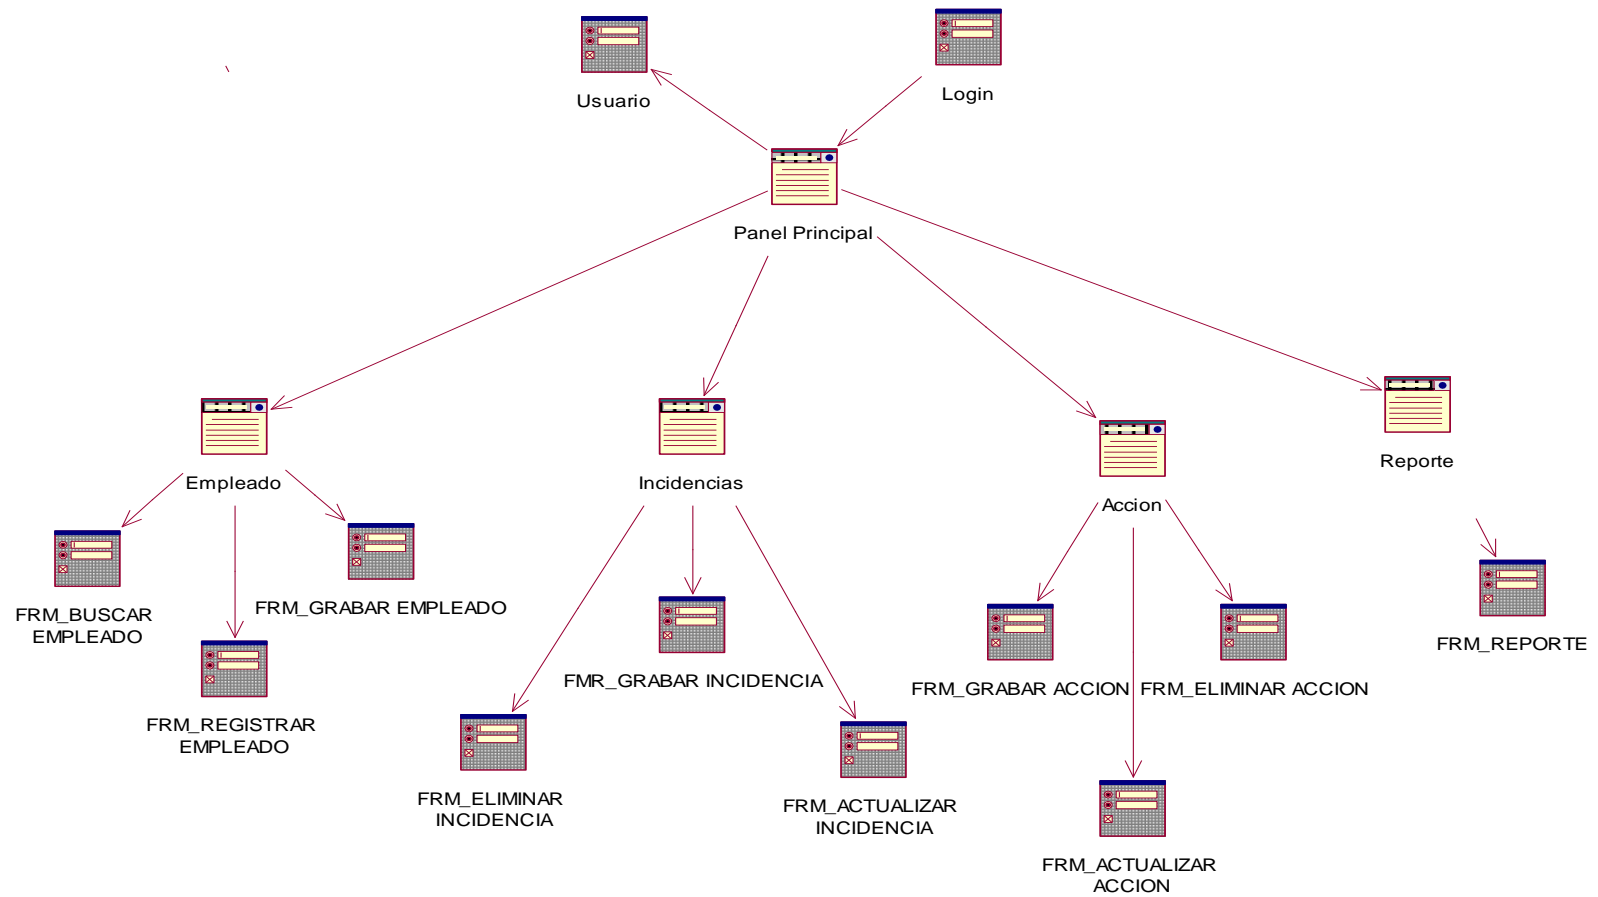 Usuario
Login
Panel Principal
Empleado
Incidencias
Accion
Reporte
FRM_BUSCAR
EMPLEADO
FRM_GRABAR EMPLEADO
FRM_REGISTRAR
EMPLEADO
FMR_GRABAR INCIDENCIA
FRM_ELIMINAR
INCIDENCIA
FRM_ACTUALIZAR
INCIDENCIA
FRM_GRABAR ACCION
FRM_ELIMINAR ACCION
FRM_ACTUALIZAR
ACCION
FRM_REPORTE